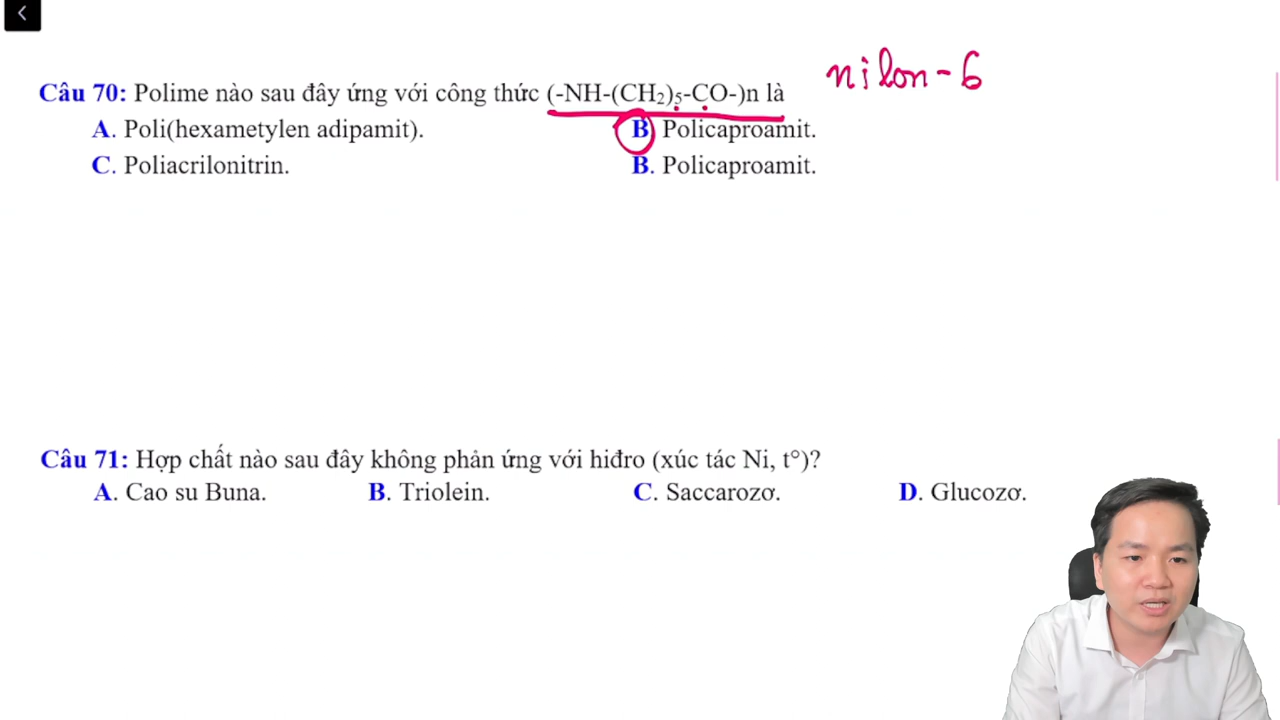 nilon-6
Câu 70: Polime nào sau đây ứng với công thức (-NH-(CH₂)₅-CO-)n là
A. Poli(hexametylen adipamit). B. Policaproamit.
C. Poliacrilonitrin. B. Policaproamit.
Câu 71: Hợp chất nào sau đây không phản ứng với hiđro (xúc tác Ni, t°)?
A. Cao su Buna. B. Triolein. C. Saccarozơ. D. Glucozơ.